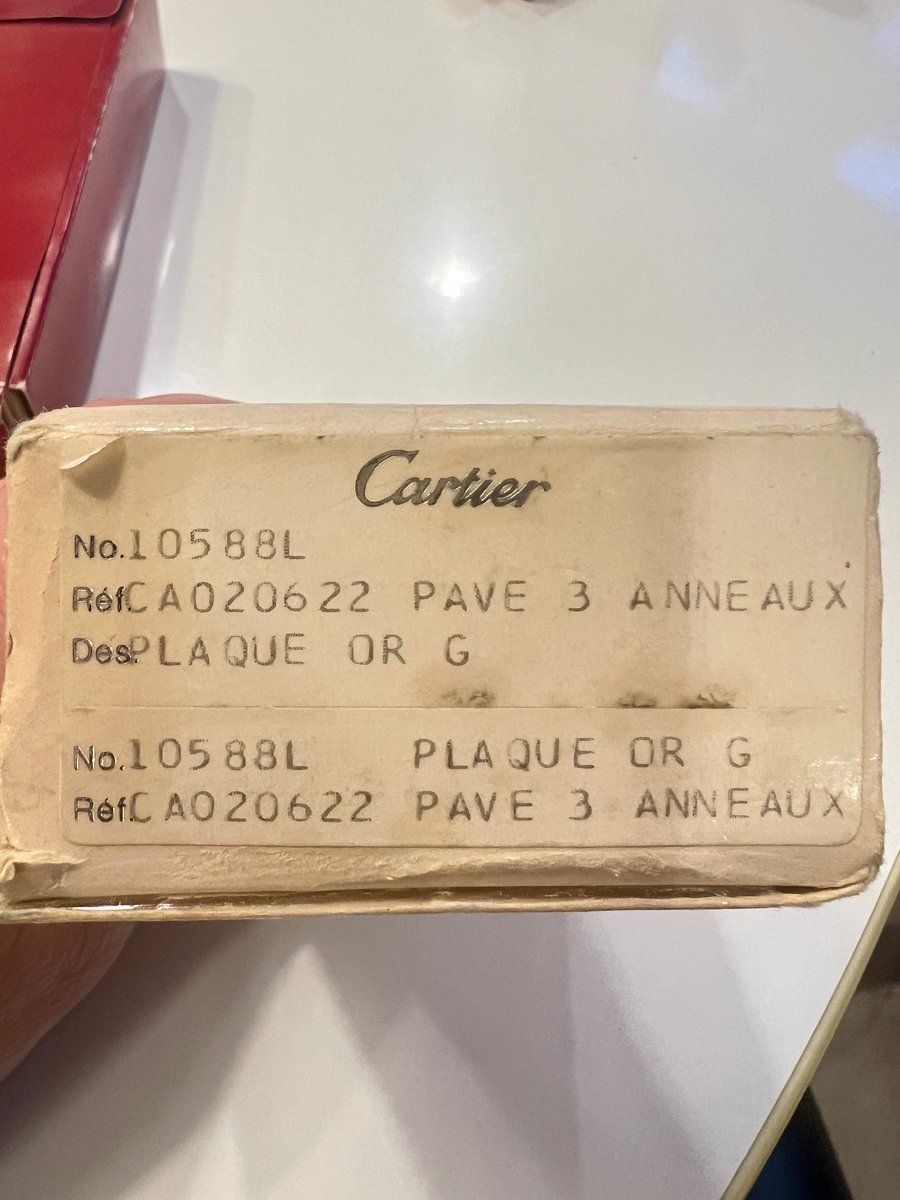 Cartier
No.10588L
Réf.CA020622 PAVE 3 ANNEAUX
Des.PLAQUE OR G
No.10588L PLAQUE OR G
Réf.CA020622 PAVE 3 ANNEAUX